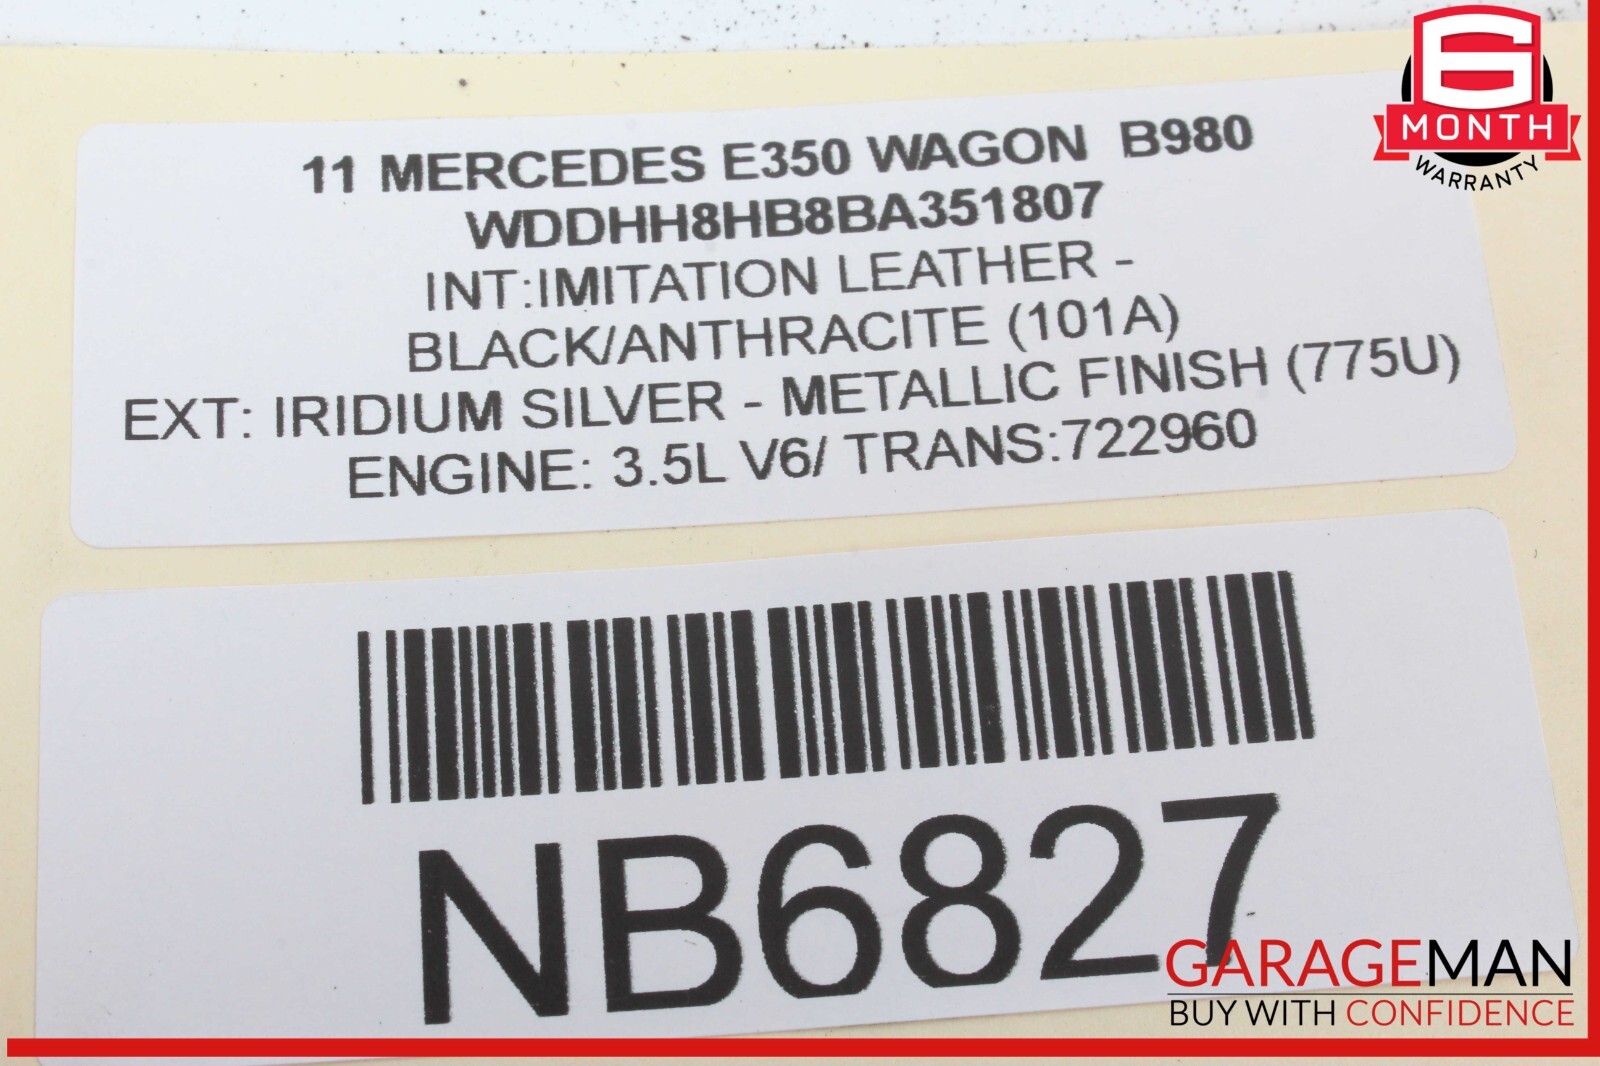 6
MONTH
WARRANTY
11 MERCEDES E350 WAGON B980
WDDHH8HB8BA351807
INT:IMITATION LEATHER -
BLACK/ANTHRACITE (101A)
EXT: IRIDIUM SILVER - METALLIC FINISH (775U)
ENGINE: 3.5L V6/ TRANS:722960
NB6827
GARAGEMAN
BUY WITH CONFIDENCE